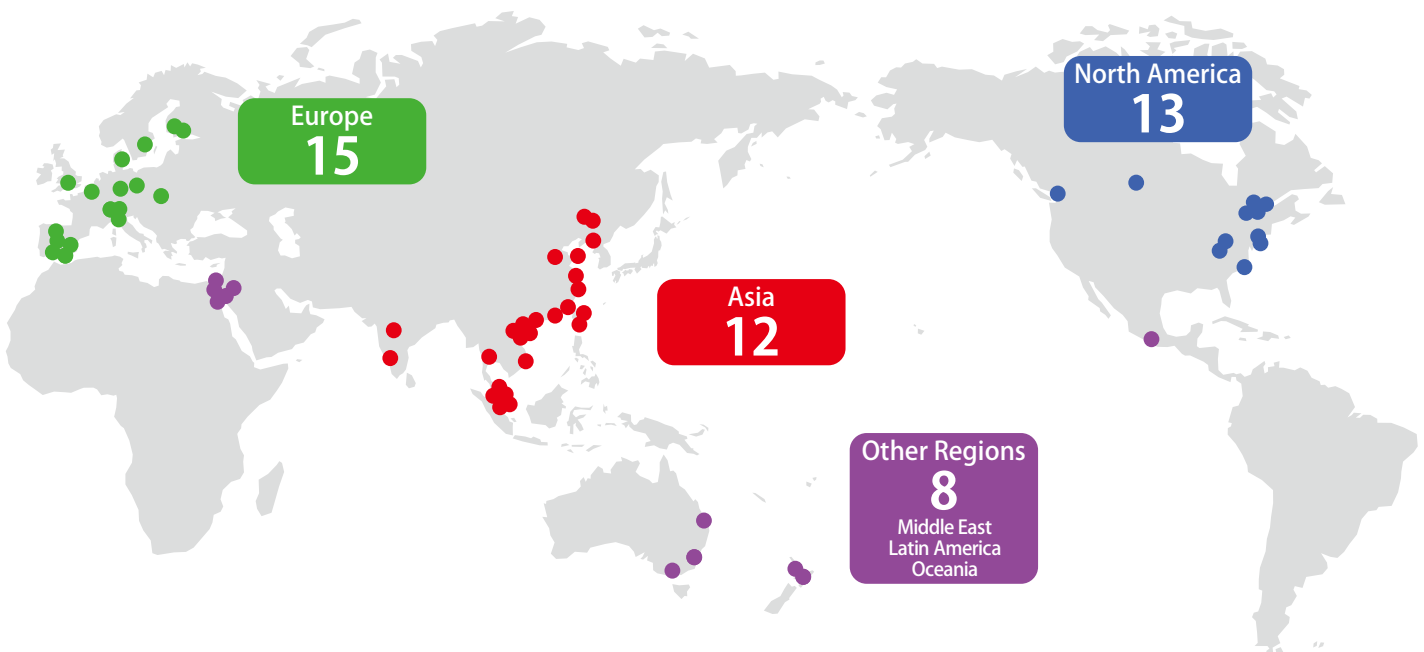 Europe
15
North America
13
Asia
12
Other Regions
8
Middle East
Latin America
Oceania